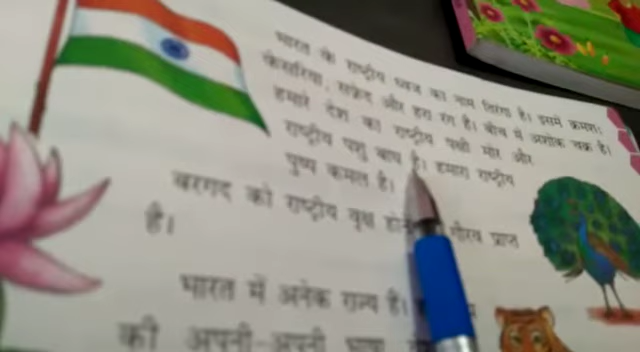 भारत के राष्ट्रीय ध्वज का नाम तिरंगा है। इसमें क्रमशः
केसरिया, सफ़ेद और हरा रंग है। बीच में अशोक चक्र है।
हमारे देश का राष्ट्रीय पक्षी मोर और
राष्ट्रीय पशु बाघ है। हमारा राष्ट्रीय
पुष्प कमल है।
बरगद को राष्ट्रीय वृक्ष गौरव प्राप्त
है।
भारत में अनेक राज्य हैं।
की अपनी-अपनी भाषा